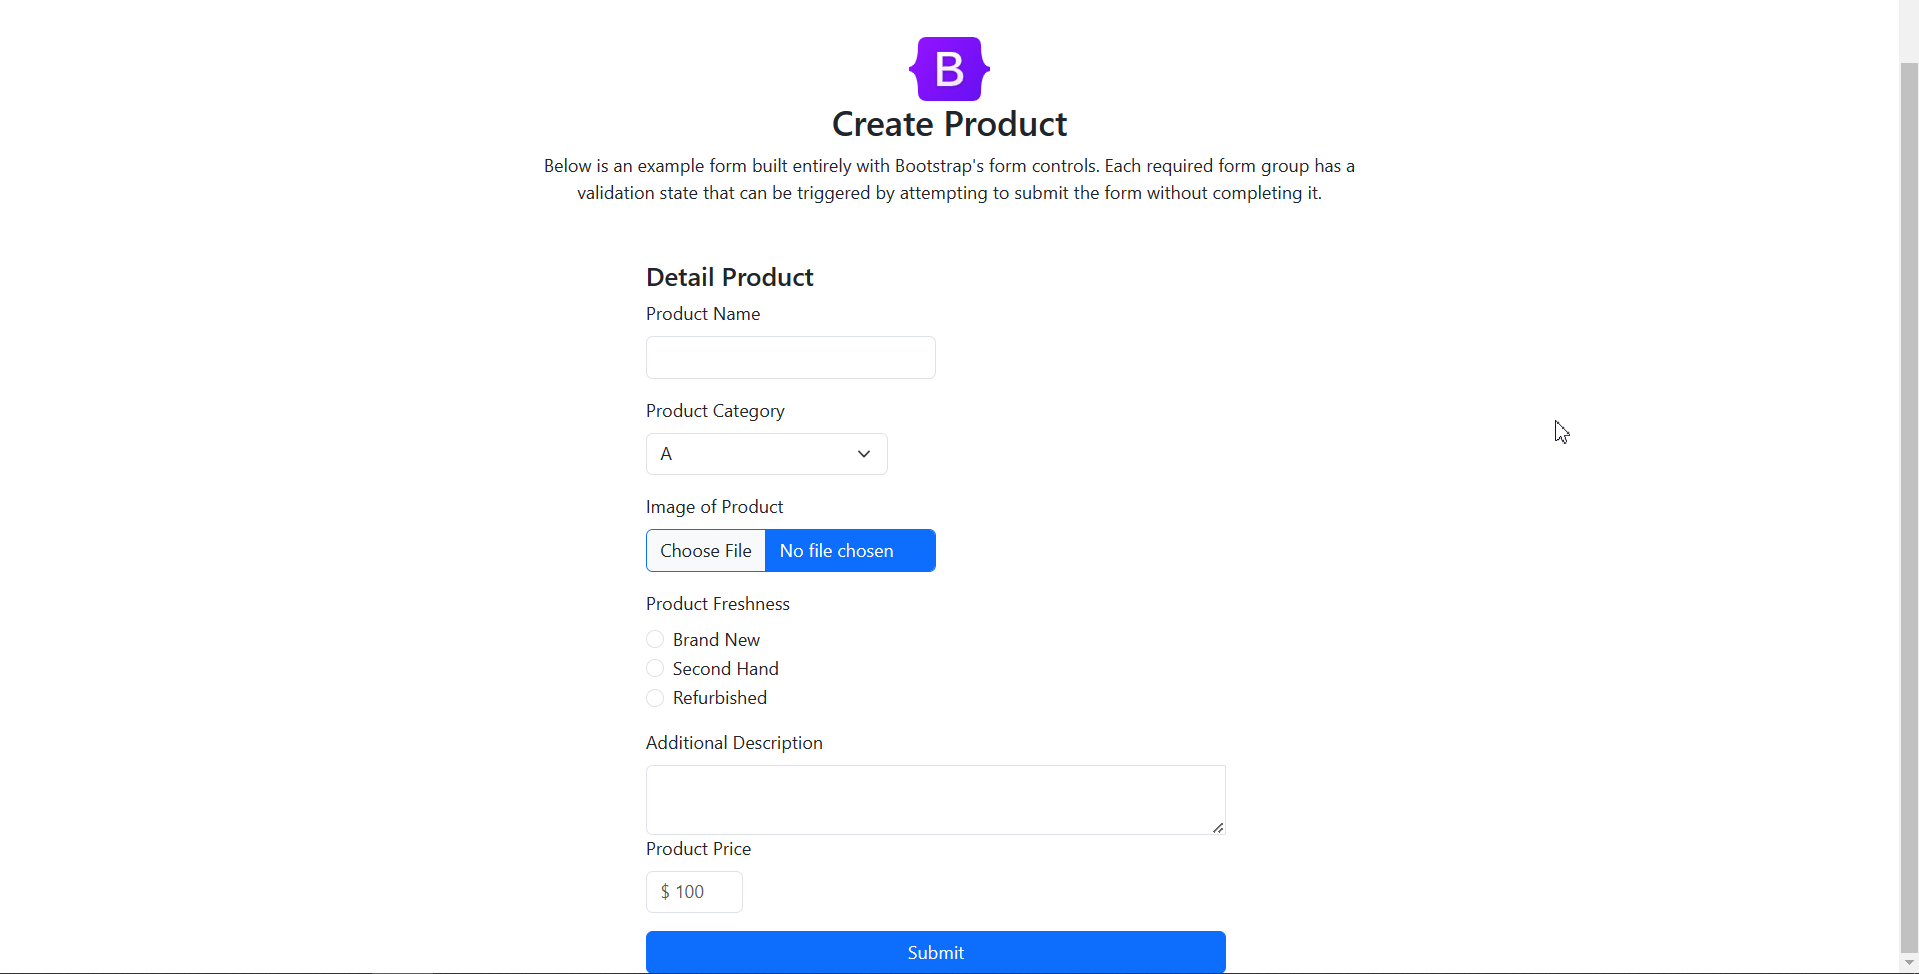 B
Create Product
Below is an example form built entirely with Bootstrap's form controls. Each required form group has a
validation state that can be triggered by attempting to submit the form without completing it.
Detail Product
Product Name
Product Category
A
Image of Product
Choose File No file chosen
Product Freshness
Brand New
Second Hand
Refurbished
Additional Description
Product Price
$ 100
Submit